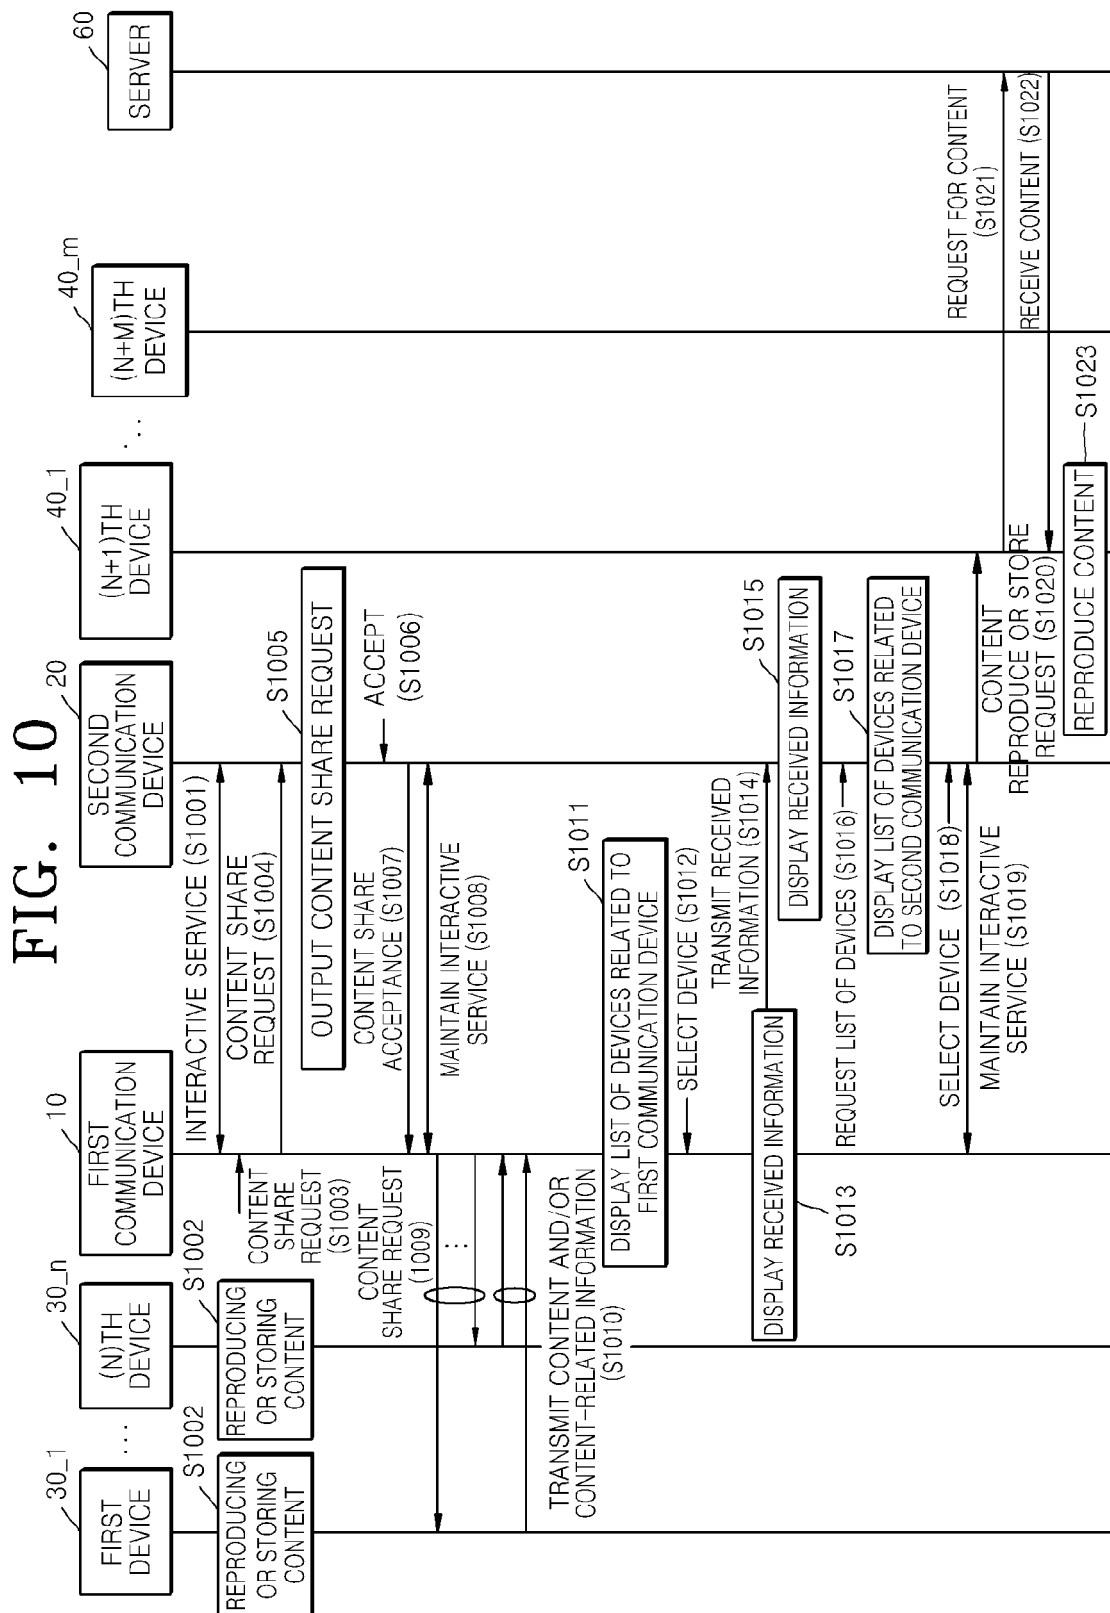 FIG. 10
30_1
FIRST
DEVICE
...
30_n
(N)TH
DEVICE
10
FIRST
COMMUNICATION
DEVICE
20
SECOND
COMMUNICATION
DEVICE
40_1
(N+1)TH
DEVICE
...
40_m
(N+M)TH
DEVICE
60
SERVER
INTERACTIVE SERVICE (S1001)
S1002
REPRODUCING
OR STORING
CONTENT
S1002
REPRODUCING
OR STORING
CONTENT
CONTENT
SHARE
REQUEST
(S1003)
CONTENT SHARE
REQUEST (S1004)
S1005
OUTPUT CONTENT SHARE REQUEST
ACCEPT
(S1006)
CONTENT SHARE
ACCEPTANCE (S1007)
MAINTAIN INTERACTIVE
SERVICE (S1008)
CONTENT
SHARE REQUEST
(1009)
...
TRANSMIT CONTENT AND/OR
CONTENT-RELATED INFORMATION
(S1010)
S1011
DISPLAY LIST OF DEVICES RELATED TO
FIRST COMMUNICATION DEVICE
SELECT DEVICE (S1012)
DISPLAY RECEIVED INFORMATION
S1013
TRANSMIT RECEIVED
INFORMATION (S1014)
S1015
DISPLAY RECEIVED INFORMATION
REQUEST LIST OF DEVICES (S1016)
S1017
DISPLAY LIST OF DEVICES RELATED
TO SECOND COMMUNICATION DEVICE
SELECT DEVICE (S1018)
MAINTAIN INTERACTIVE
SERVICE (S1019)
CONTENT
REPRODUCE OR STORE
REQUEST (S1020)
REQUEST FOR CONTENT
(S1021)
RECEIVE CONTENT (S1022)
S1023
REPRODUCE CONTENT